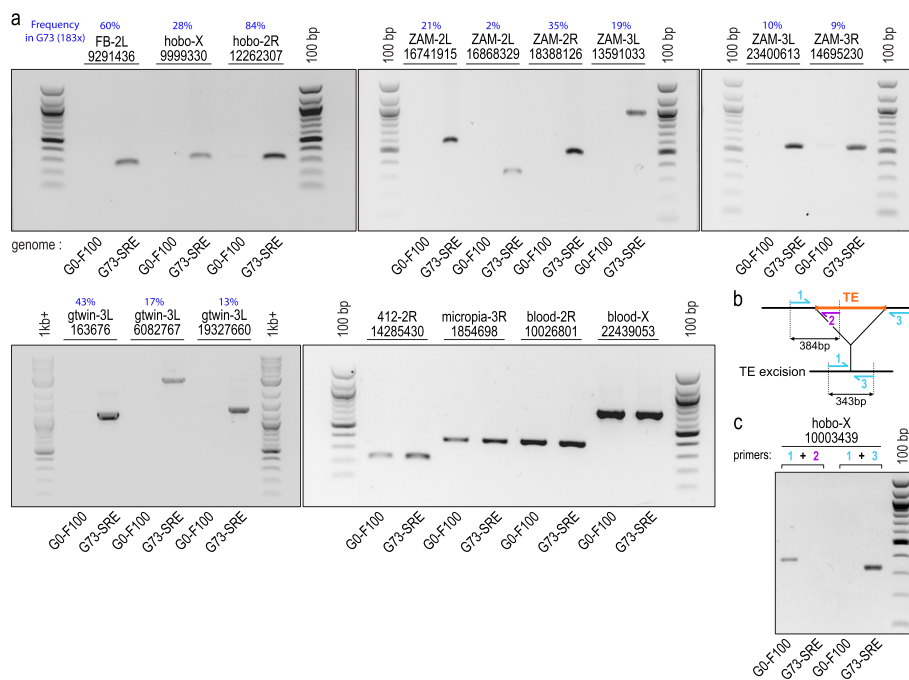 a
Frequency in G73 (183x)
60% 28% 84%
FB-2L hobo-X hobo-2R
9291436 9999330 12262307
100 bp
21% 2% 35% 19%
100 bp
ZAM-2L ZAM-2L ZAM-2R ZAM-3L
16741915 16868329 18388126 13591033
100 bp
10% 9%
100 bp
ZAM-3L ZAM-3R
23400613 14695230
100 bp
genome :
G0-F100 G73-SRE G0-F100 G73-SRE G0-F100 G73-SRE
G0-F100 G73-SRE G0-F100 G73-SRE G0-F100 G73-SRE G0-F100 G73-SRE
G0-F100 G73-SRE G0-F100 G73-SRE
43% 17% 13%
1kb+
gtwin-3L gtwin-3L gtwin-3L
163676 6082767 19327660
1kb+
G0-F100 G73-SRE G0-F100 G73-SRE G0-F100 G73-SRE
100 bp
412-2R micropia-3R blood-2R blood-X
14285430 1854698 10026801 22439053
100 bp
G0-F100 G73-SRE G0-F100 G73-SRE G0-F100 G73-SRE G0-F100 G73-SRE
b
1 TE
2 3
384bp
1
TE excision
3
343bp
c
hobo-X
10003439
primers: 1 + 2 1 + 3
100 bp
G0-F100 G73-SRE G0-F100 G73-SRE